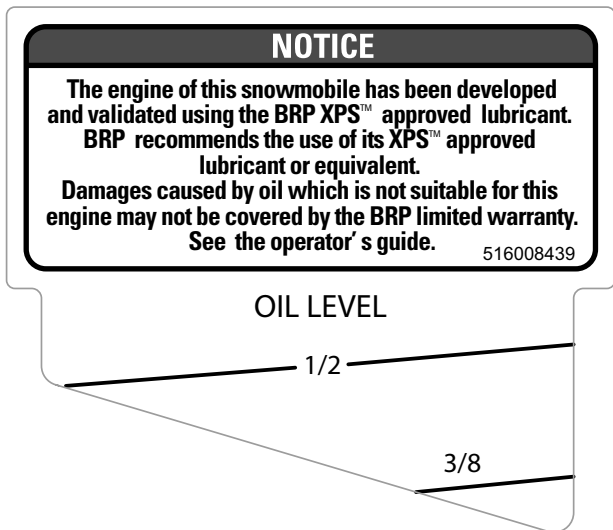 NOTICE
The engine of this snowmobile has been developed
and validated using the BRP XPS™ approved lubricant.
BRP recommends the use of its XPS™ approved
lubricant or equivalent.
Damages caused by oil which is not suitable for this
engine may not be covered by the BRP limited warranty.
See the operator' s guide. 516008439
OIL LEVEL
1/2
3/8